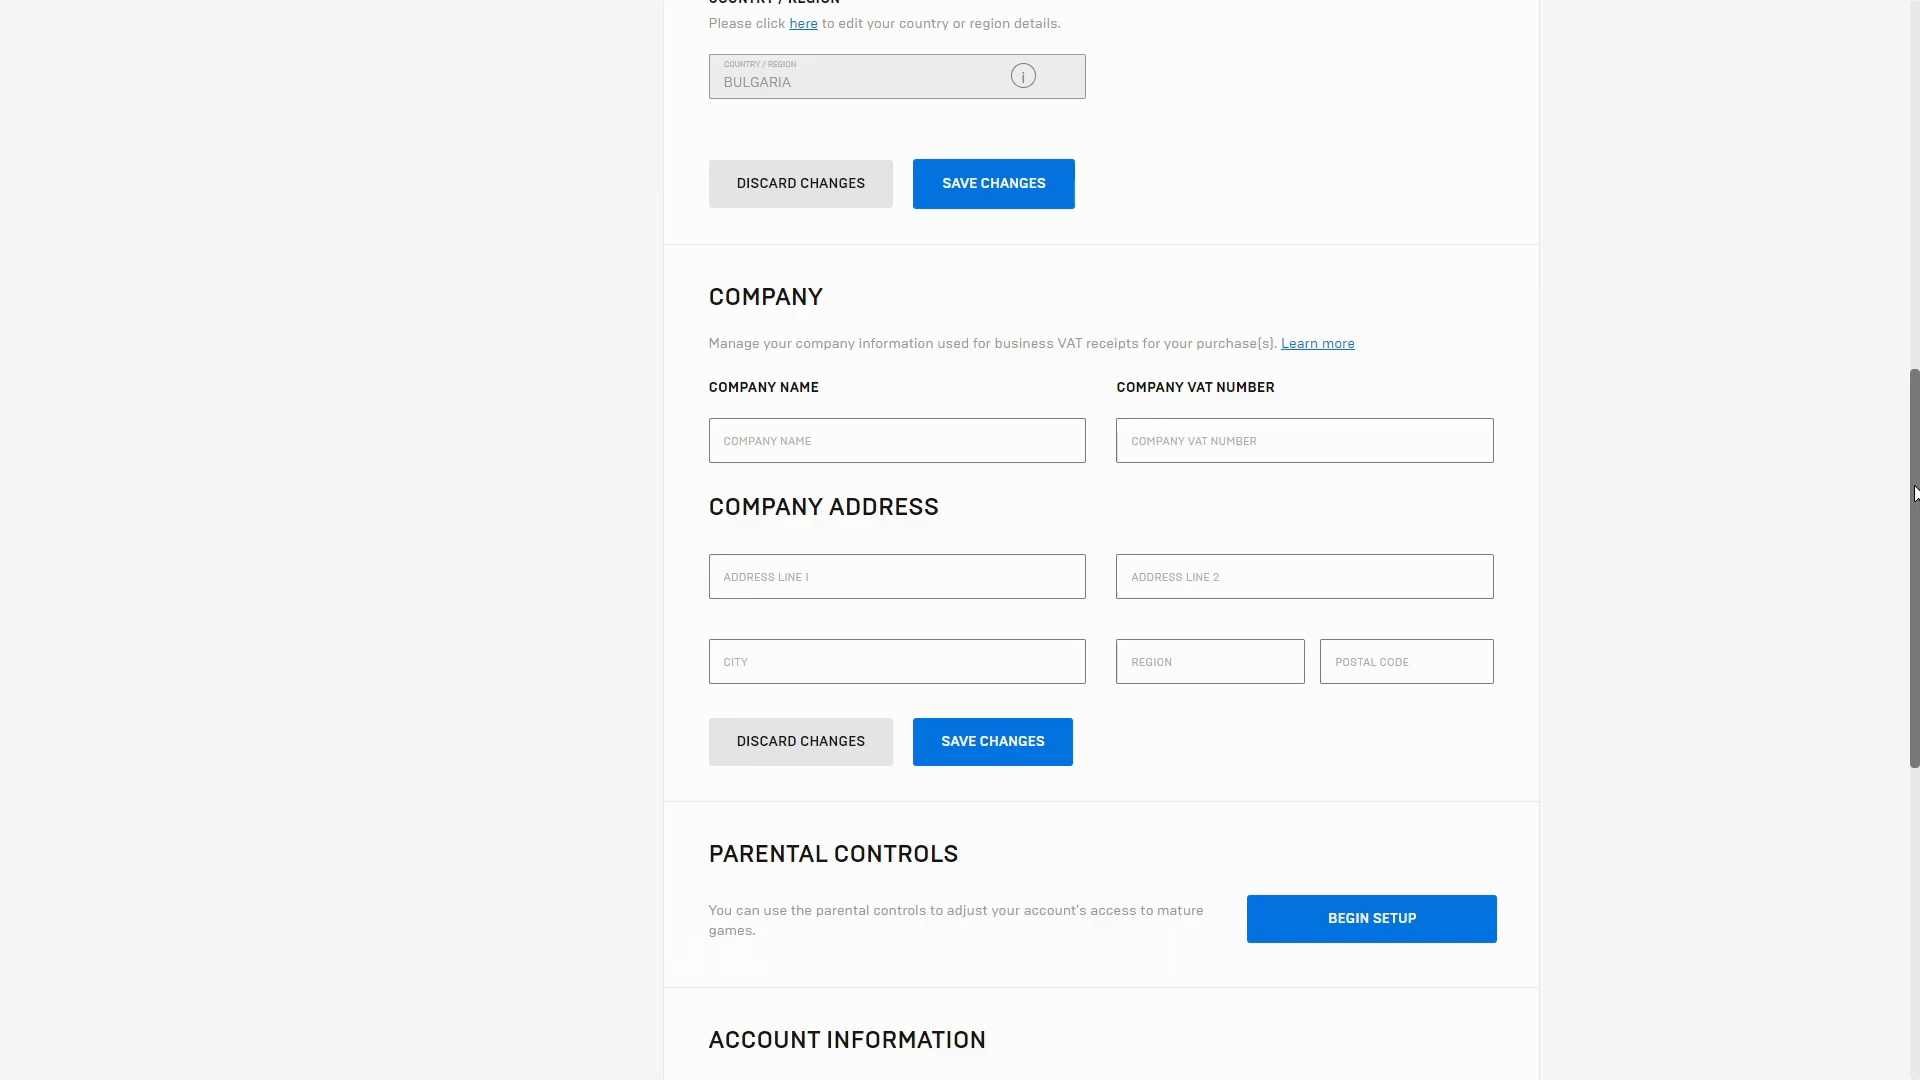 COUNTRY / REGION
Please click here to edit your country or region details.
COUNTRY / REGION
BULGARIA
DISCARD CHANGES
SAVE CHANGES
COMPANY
Manage your company information used for business VAT receipts for your purchase(s). Learn more
COMPANY NAME
COMPANY VAT NUMBER
COMPANY NAME
COMPANY VAT NUMBER
COMPANY ADDRESS
ADDRESS LINE 1
ADDRESS LINE 2
CITY
REGION
POSTAL CODE
DISCARD CHANGES
SAVE CHANGES
PARENTAL CONTROLS
You can use the parental controls to adjust your account's access to mature
games.
BEGIN SETUP
ACCOUNT INFORMATION